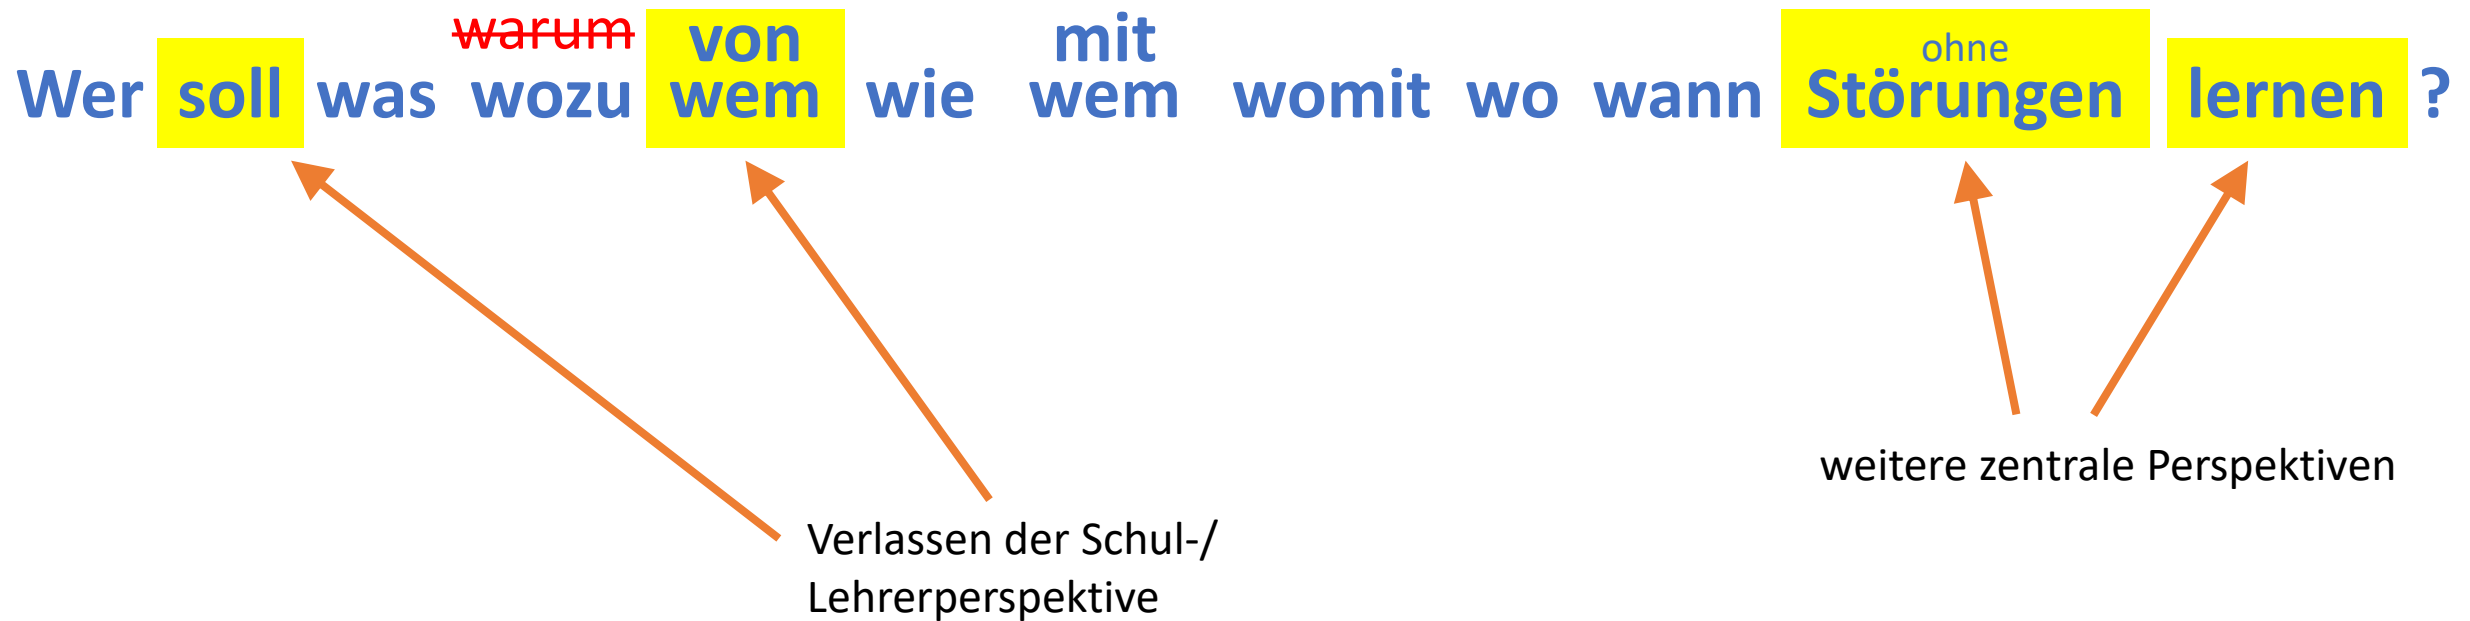 warum von mit ohne
Wer soll was wozu wem wie wem womit wo wann Störungen lernen ?
weitere zentrale Perspektiven
Verlassen der Schul-/
Lehrerperspektive